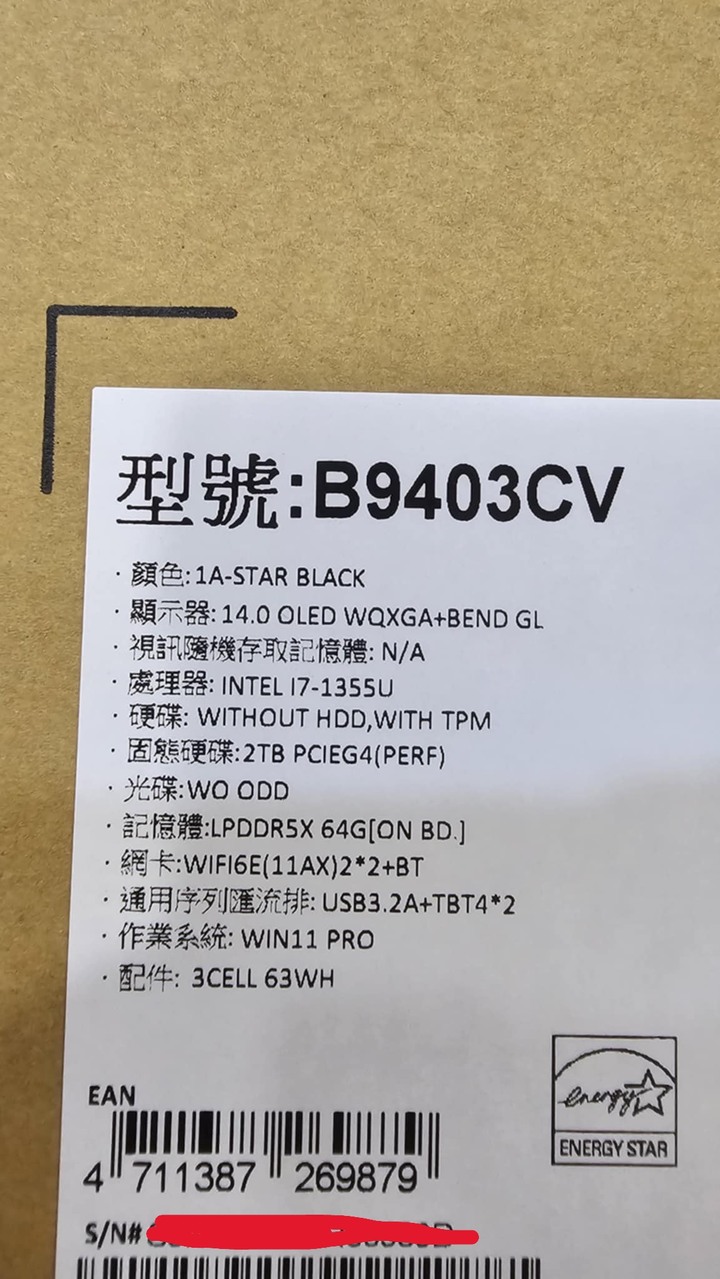 型號:B9403CV
· 顏色:1A-STAR BLACK
· 顯示器: 14.0 OLED WQXGA+BEND GL
· 視訊隨機存取記憶體: N/A
· 處理器: INTEL I7-1355U
· 硬碟: WITHOUT HDD,WITH TPM
· 固態硬碟:2TB PCIEG4(PERF)
· 光碟:WO ODD
· 記憶體:LPDDR5X 64G[ON BD.]
· 網卡:WIFI6E(11AX)2*2+BT
· 通用序列匯流排: USB3.2A+TBT4*2
· 作業系統: WIN11 PRO
· 配件: 3CELL 63WH
energy
ENERGY STAR
EAN
4 711387 269879
S/N#